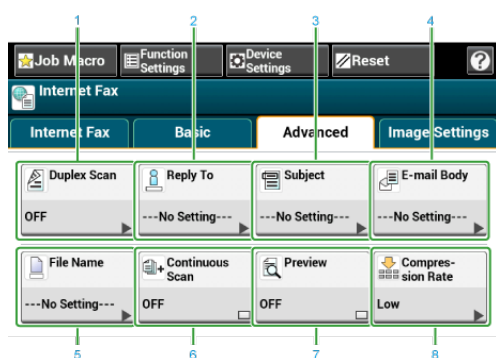 1 2 3 4
Job Macro Function Settings Device Settings Reset ?
Internet Fax
Internet Fax Basic Advanced Image Settings
Duplex Scan Reply To Subject E-mail Body
OFF ---No Setting--- ---No Setting--- ---No Setting---
File Name Continuous Scan Preview Compres-
sion Rate
---No Setting--- OFF OFF Low
5 6 7 8